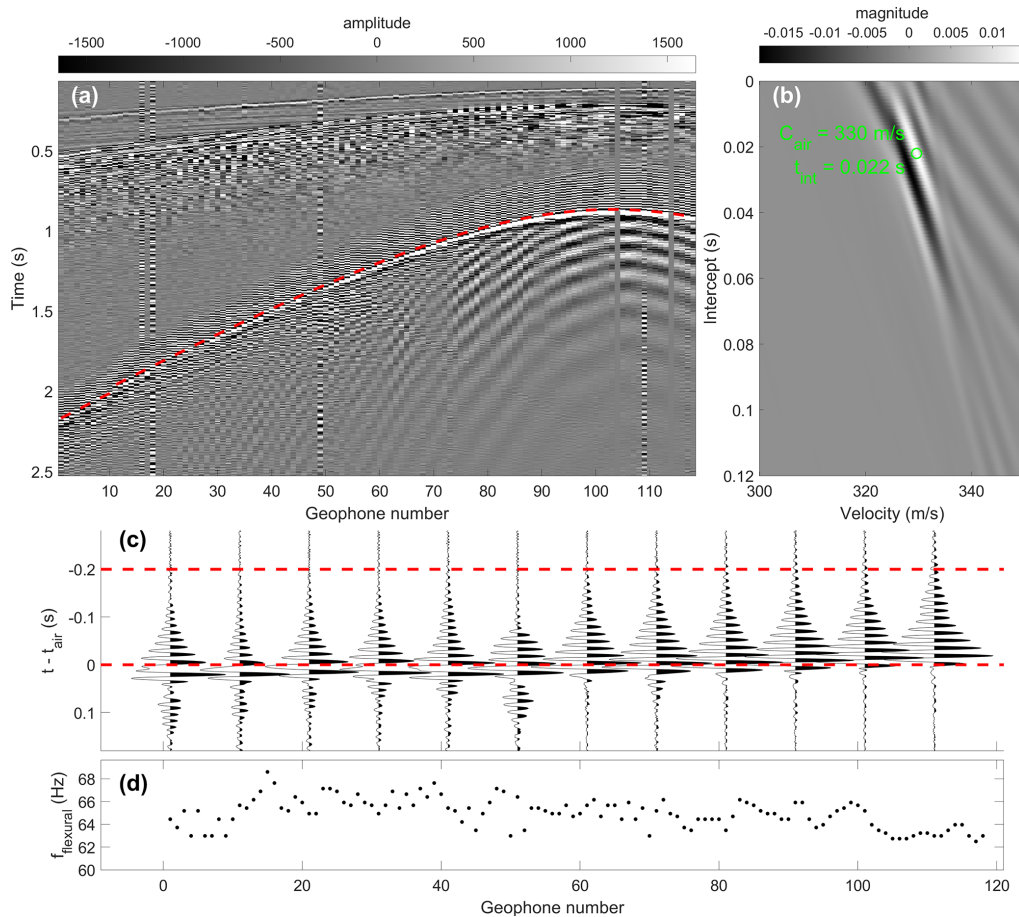 amplitude
-1500 -1000 -500 0 500 1000 1500
(a)
0.5
1
1.5
2
2.5
Time (s)
10 20 30 40 50 60 70 80 90 100 110
Geophone number
magnitude
-0.015 -0.01 -0.005 0 0.005 0.01
(b)
C_air = 330 m/s
t_int = 0.022 s
0
0.02
0.04
0.06
0.08
0.1
0.12
Intercept (s)
300 320 340
Velocity (m/s)
(c)
-0.2
-0.1
0
0.1
t - t_air (s)
(d)
68
66
64
62
60
f_flexural (Hz)
0 20 40 60 80 100 120
Geophone number